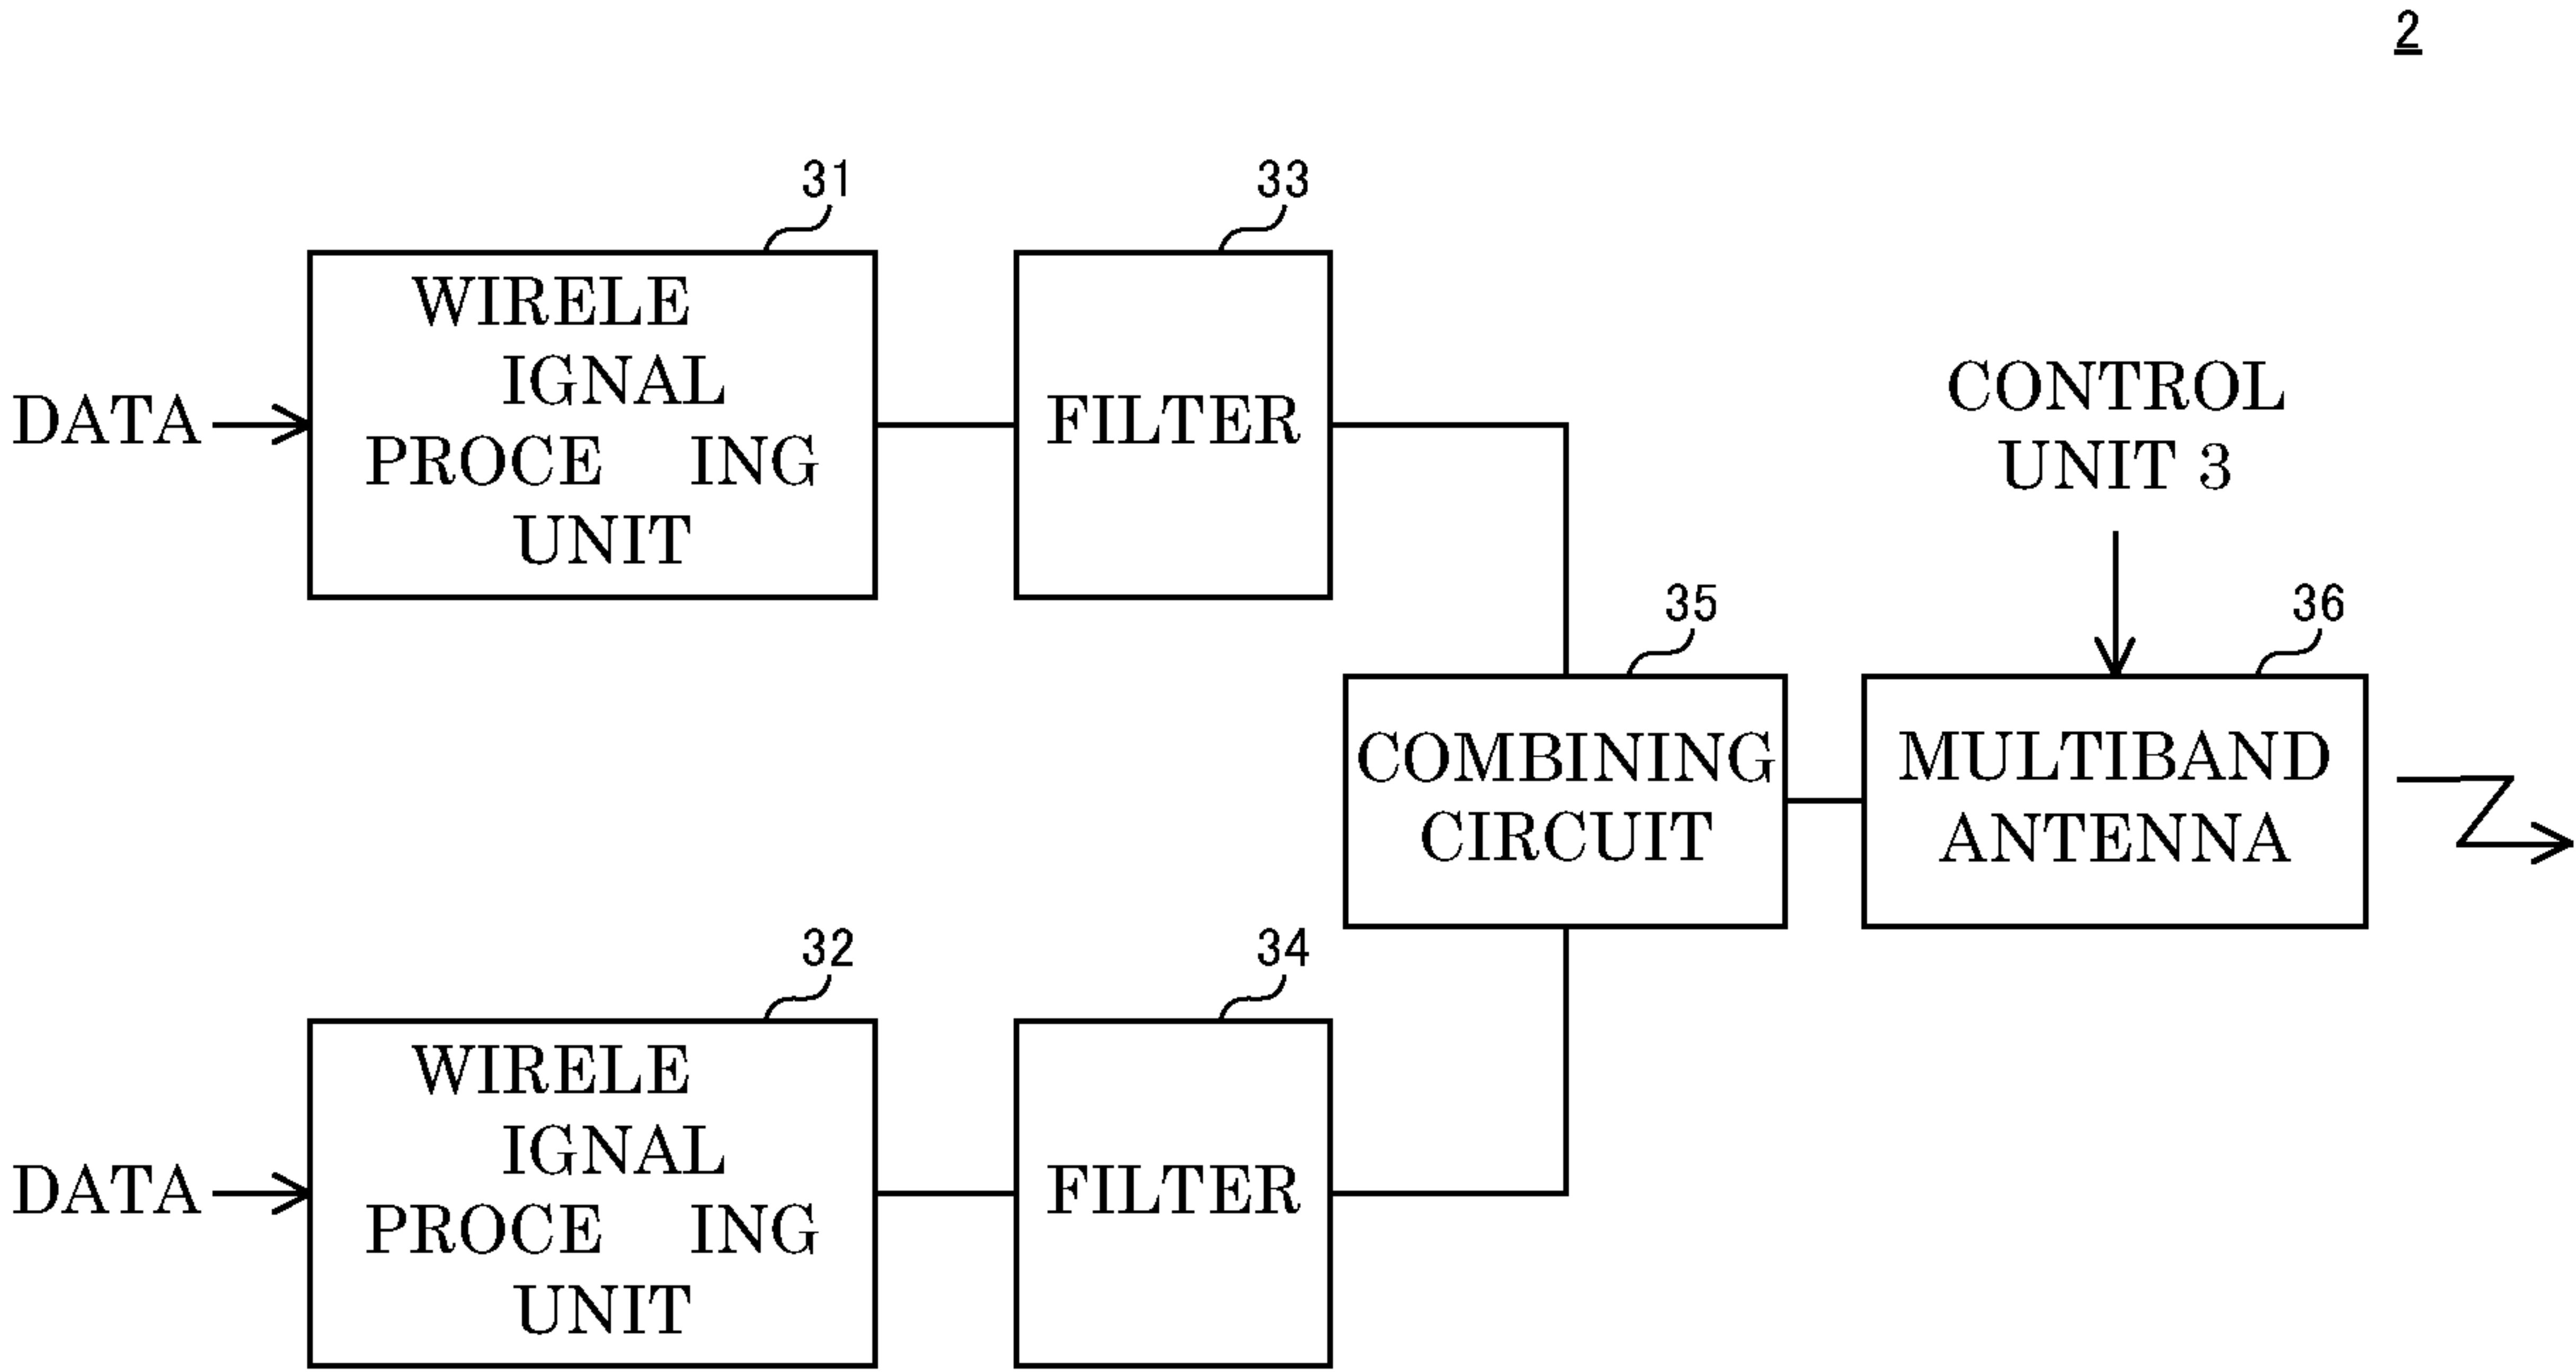 2
31
33
WIRELE
IGNAL
PROCE ING
UNIT
DATA
FILTER
CONTROL
UNIT 3
35
36
COMBINING
CIRCUIT
MULTIBAND
ANTENNA
32
34
WIRELE
IGNAL
PROCE ING
UNIT
DATA
FILTER